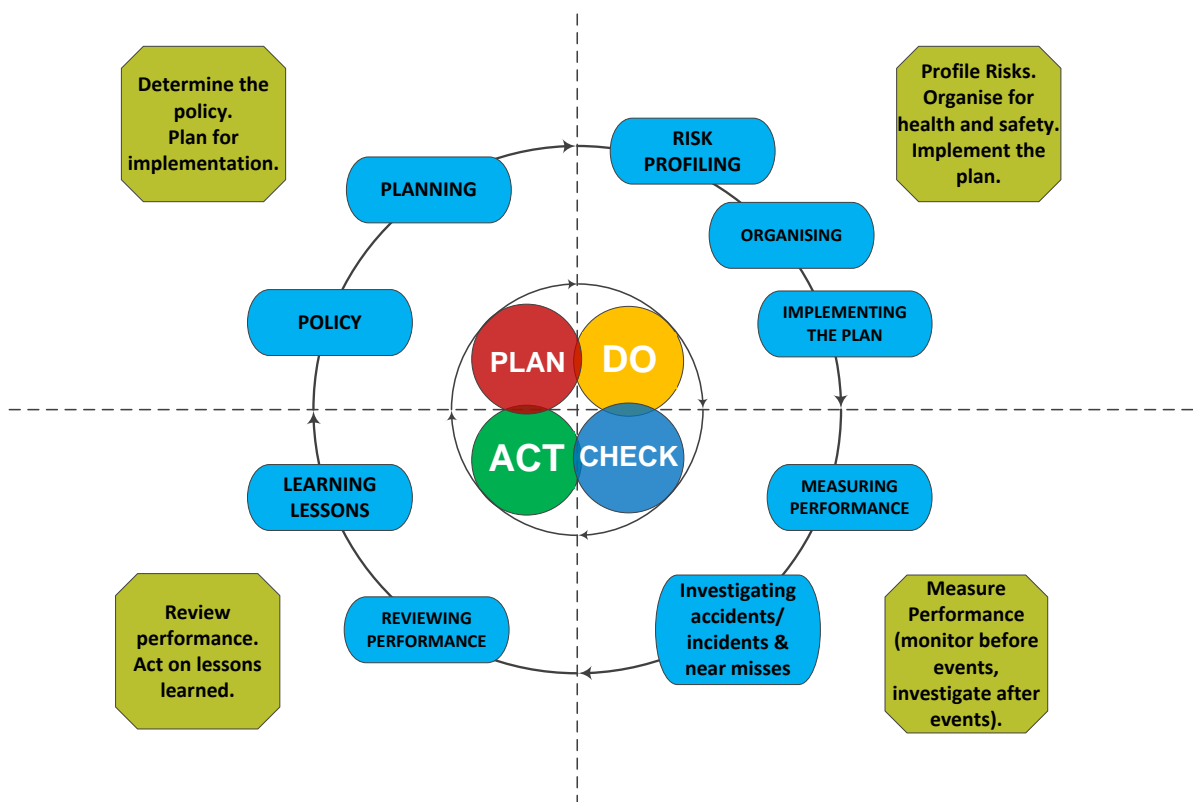 Determine the
policy.
Plan for
implementation.
Profile Risks.
Organise for
health and safety.
Implement the
plan.
PLANNING
POLICY
RISK
PROFILING
ORGANISING
IMPLEMENTING
THE PLAN
PLAN
DO
ACT
CHECK
MEASURING
PERFORMANCE
Investigating
accidents/
incidents &
near misses
REVIEWING
PERFORMANCE
LEARNING
LESSONS
Review
performance.
Act on lessons
learned.
Measure
Performance
(monitor before
events,
investigate after
events).